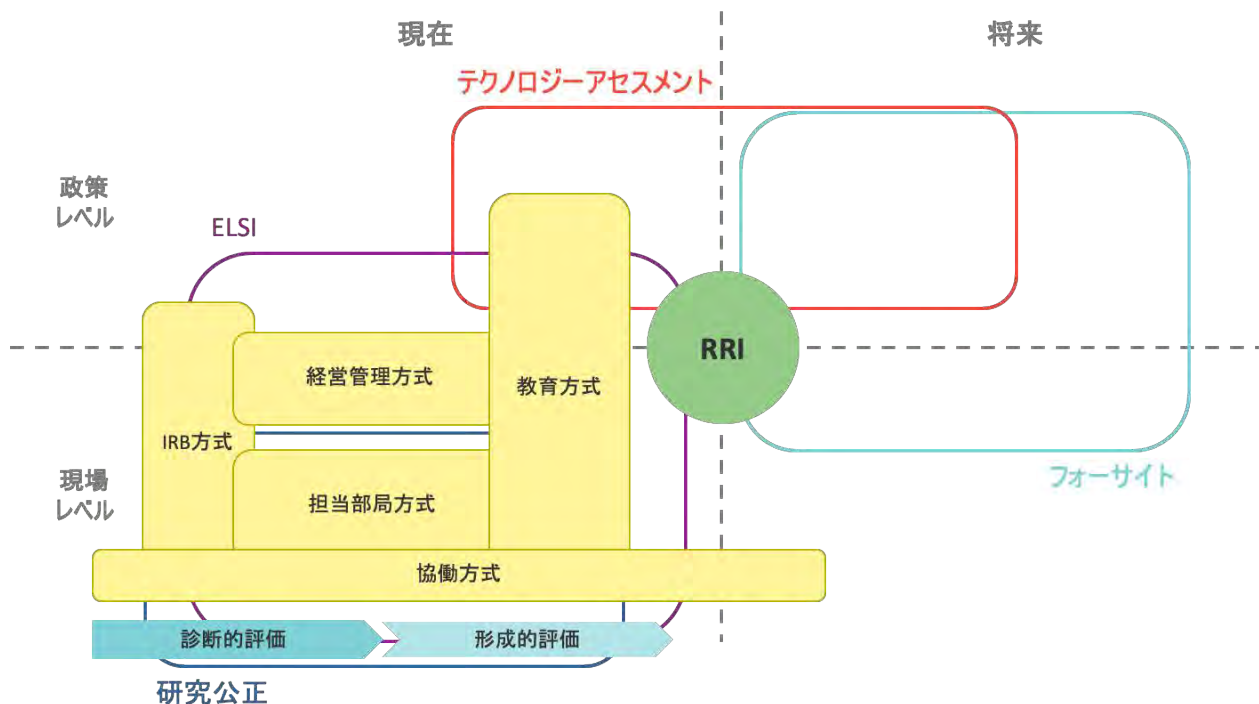 現在
将来
テクノロジーアセスメント
政策
レベル
ELSI
RRI
経営管理方式
教育方式
IRB方式
フォーサイト
現場
レベル
担当部局方式
協働方式
診断的評価
形成的評価
研究公正